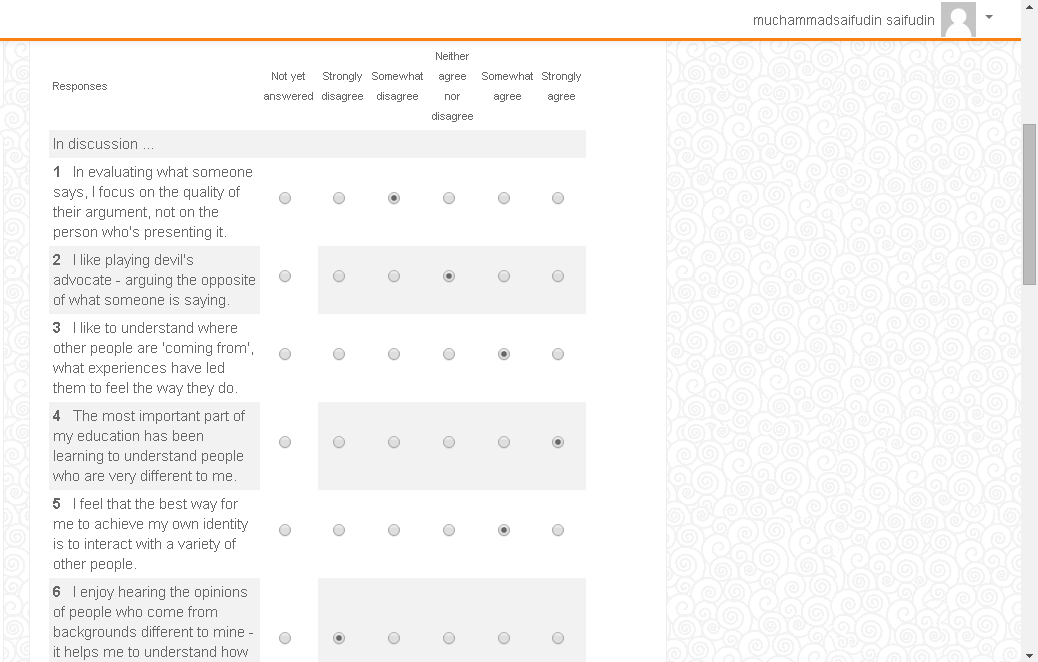 muchammadsaifudin saifudin
Responses
Not yet answered
Strongly disagree
Somewhat disagree
Neither agree nor disagree
Somewhat agree
Strongly agree
In discussion ...
1 In evaluating what someone
says, I focus on the quality of
their argument, not on the
person who's presenting it.
2 I like playing devil's
advocate - arguing the opposite
of what someone is saying.
3 I like to understand where
other people are 'coming from',
what experiences have led
them to feel the way they do.
4 The most important part of
my education has been
learning to understand people
who are very different to me.
5 I feel that the best way for
me to achieve my own identity
is to interact with a variety of
other people.
6 I enjoy hearing the opinions
of people who come from
backgrounds different to mine -
it helps me to understand how